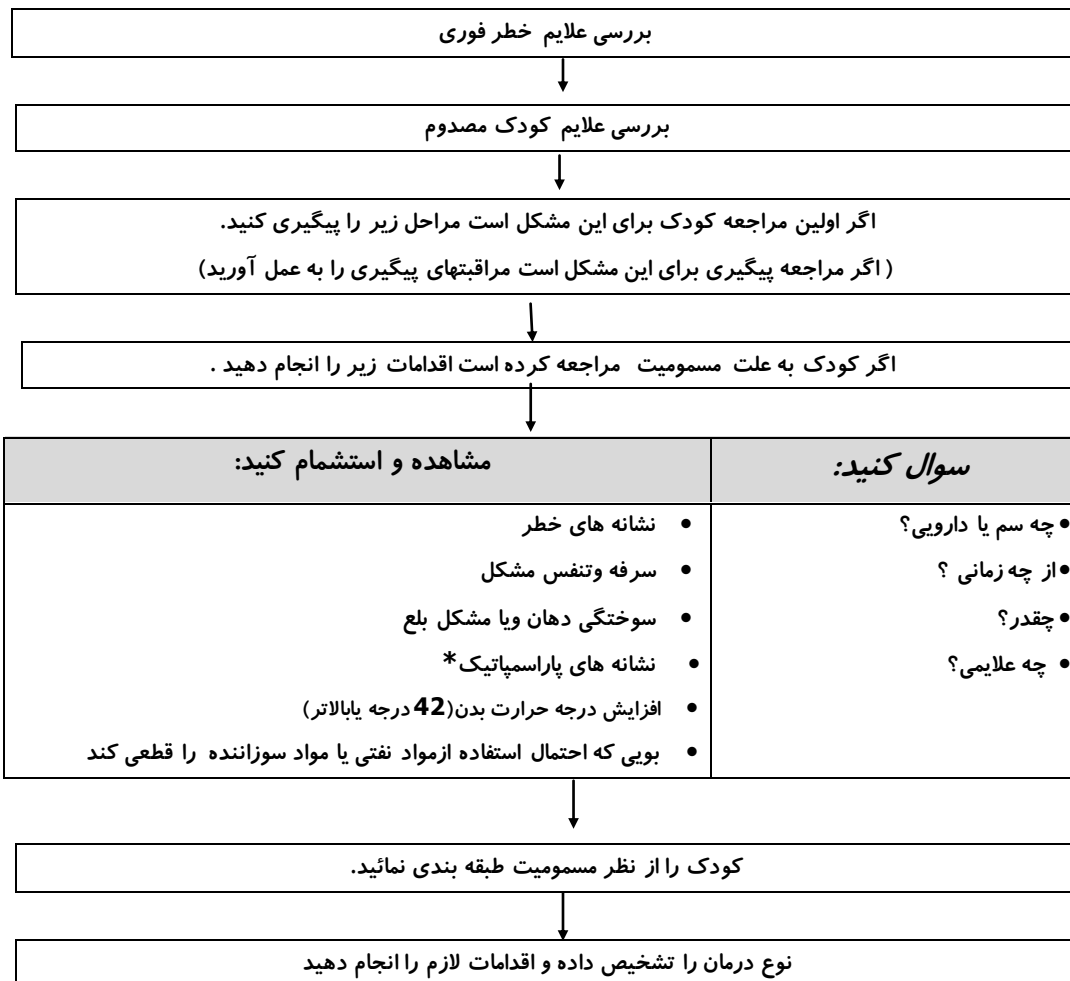 بررسی علایم خطر فوری
بررسی علایم کودک مصدوم
اگر اولین مراجعه کودک برای این مشکل است مراحل زیر را پیگیری کنید.
(اگر مراجعه پیگیری برای این مشکل است مراقبتهای پیگیری را به عمل آورید)
اگر کودک به علت مسمومیت مراجعه کرده است اقدامات زیر را انجام دهید .
سوال کنید:
• چه سم یا دارویی؟
• از چه زمانی ؟
• چقدر؟
• چه علایمی؟
مشاهده و استشمام کنید:
• نشانه های خطر
• سرفه وتنفس مشکل
• سوختگی دهان ویا مشکل بلع
• نشانه های پاراسمپاتیک*
• افزایش درجه حرارت بدن(42 درجه یابالاتر)
• بویی که احتمال استفاده ازمواد نفتی یا مواد سوزاننده را قطعی کند
کودک را از نظر مسمومیت طبقه بندی نمائید.
نوع درمان را تشخیص داده و اقدامات لازم را انجام دهید